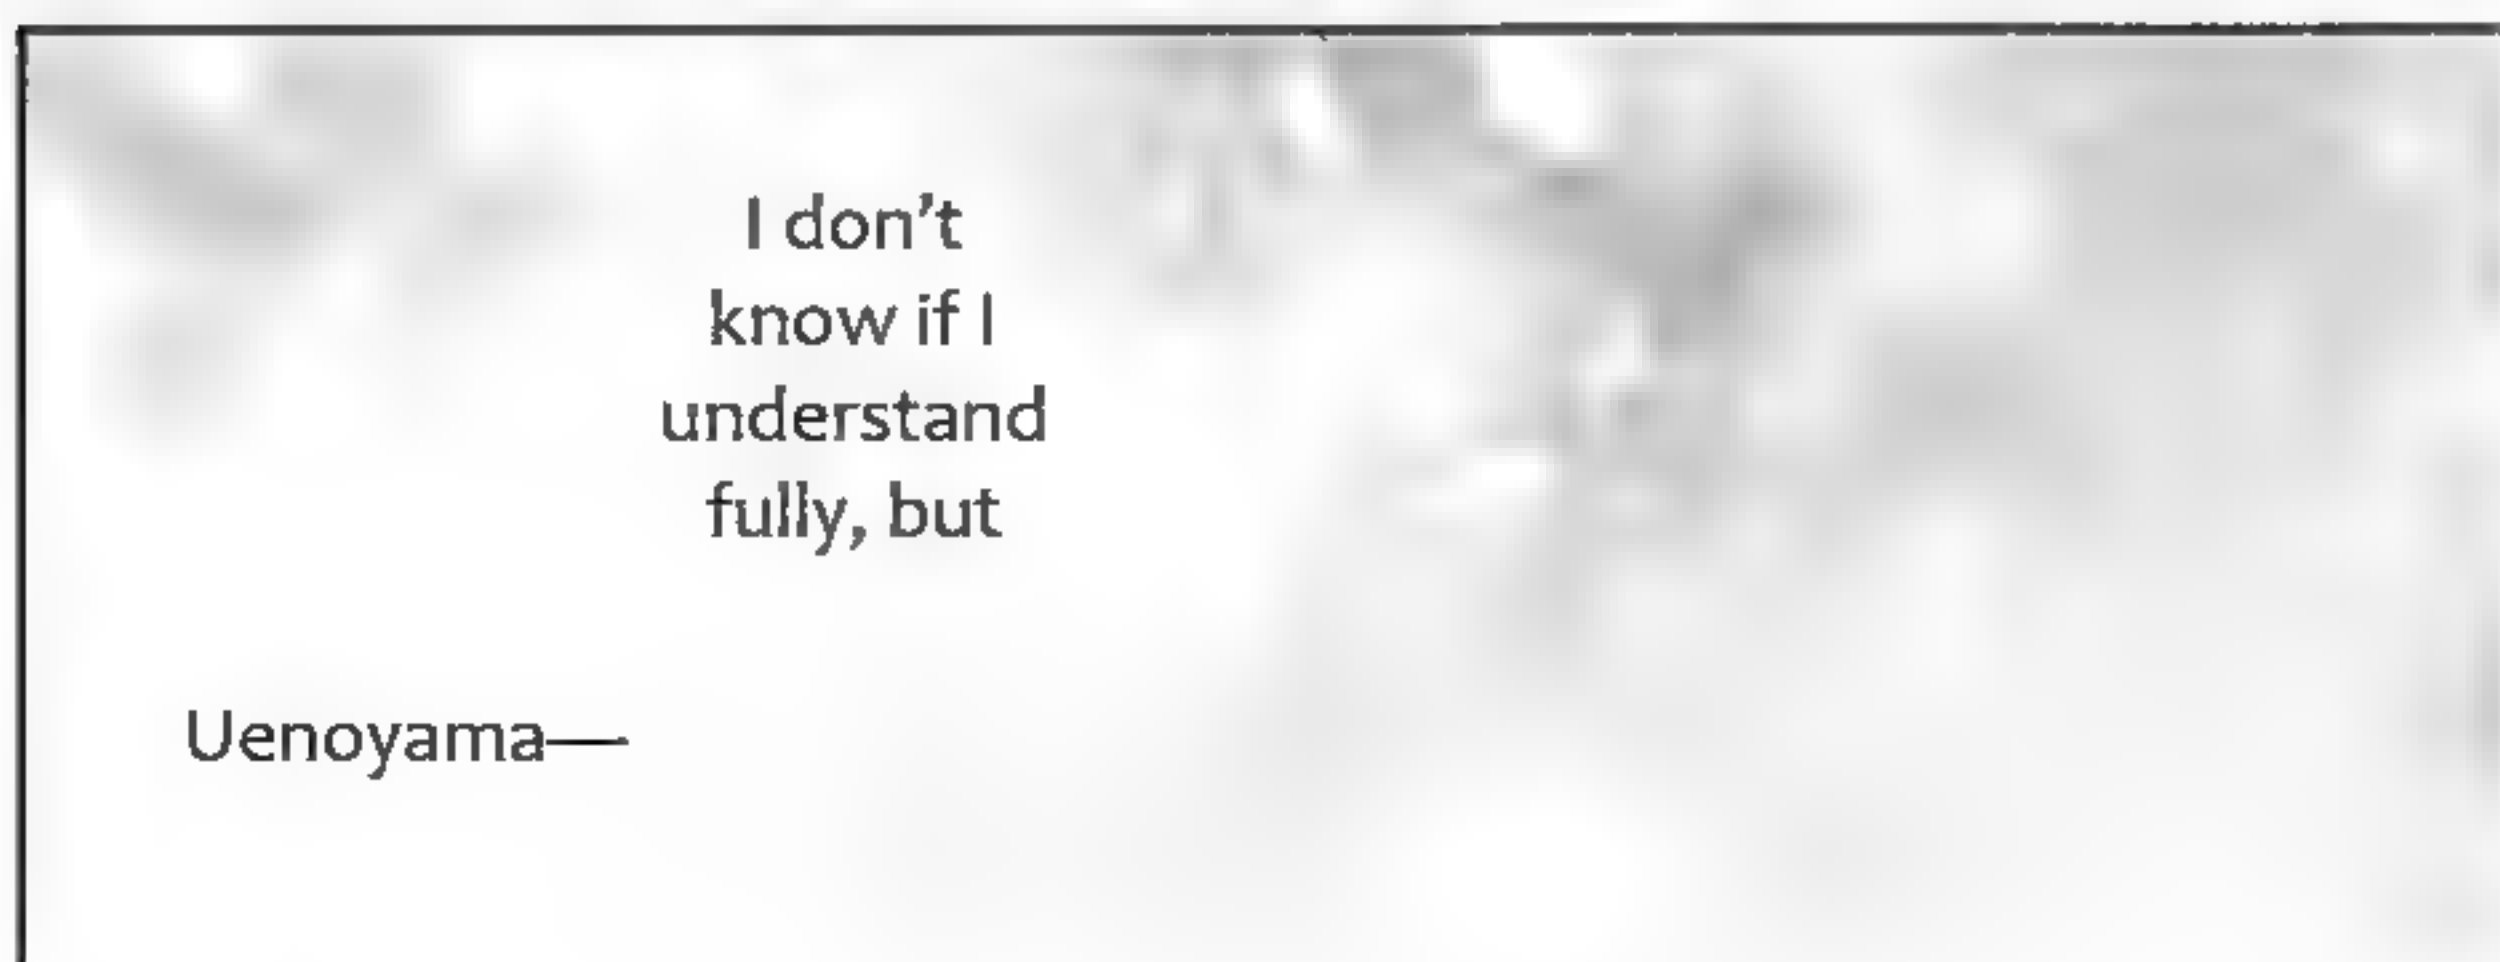 I don't
know if I
understand
fully, but
Uenoyama—